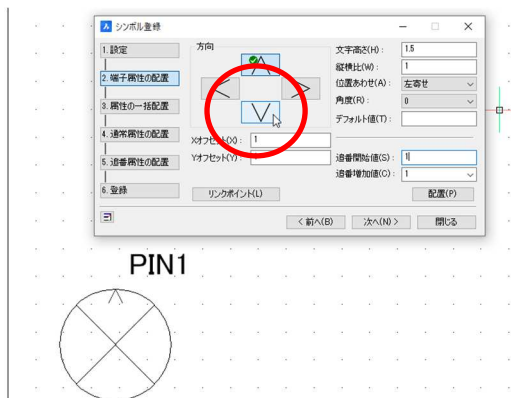 シンボル登録
1. 設定
2. 端子属性の配置
3. 属性の一括配置
4. 通常属性の配置
5. 追番属性の配置
6. 登録
方向
Xオフセット(X) : 1
Yオフセット(Y) :
リンクポイント(L)
文字高さ(H) : 1.5
縦横比(W) : 1
位置あわせ(A) : 左寄せ
角度(R) : 0
デフォルト値(T) :
追番開始値(S) : 1
追番増加値(C) : 1
配置(P)
< 前へ(B)
次へ(N) >
閉じる
PIN1